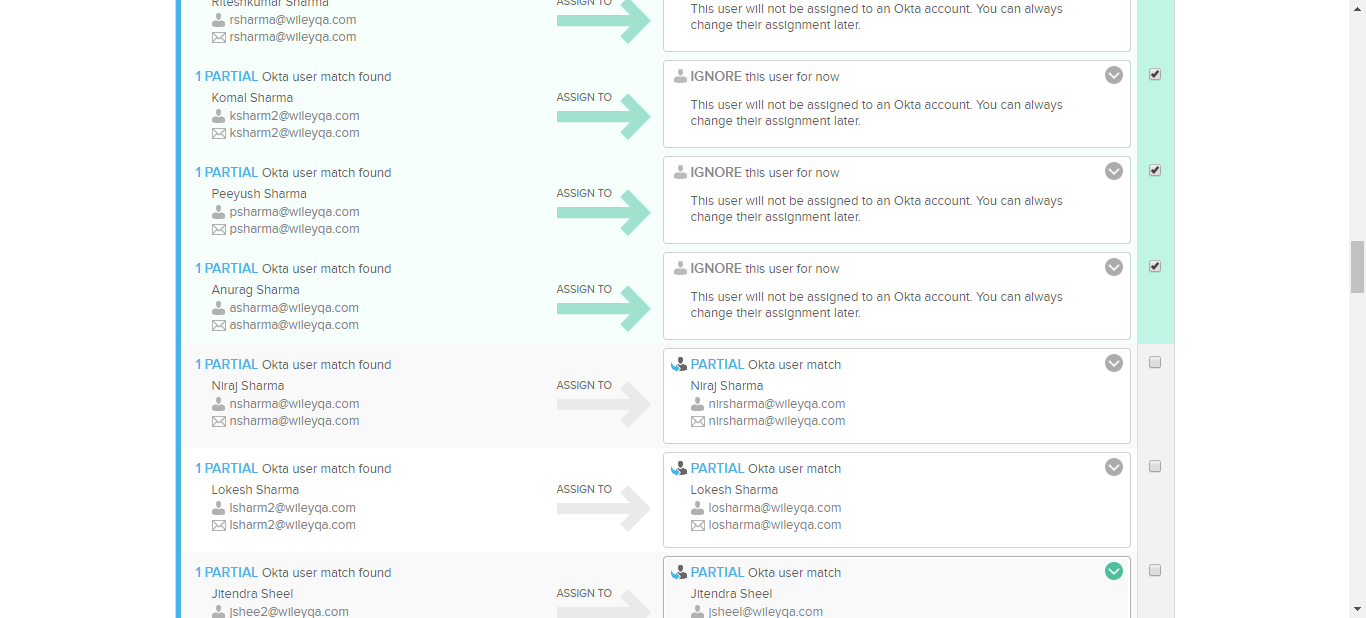 Riteshkumar Sharma
rsharma@wileyqa.com
rsharma@wileyqa.com
ASSIGN TO
This user will not be assigned to an Okta account. You can always
change their assignment later.
1 PARTIAL Okta user match found
Komal Sharma
ksharm2@wileyqa.com
ksharm2@wileyqa.com
ASSIGN TO
IGNORE this user for now
This user will not be assigned to an Okta account. You can always
change their assignment later.
1 PARTIAL Okta user match found
Peeyush Sharma
psharma@wileyqa.com
psharma@wileyqa.com
ASSIGN TO
IGNORE this user for now
This user will not be assigned to an Okta account. You can always
change their assignment later.
1 PARTIAL Okta user match found
Anurag Sharma
asharma@wileyqa.com
asharma@wileyqa.com
ASSIGN TO
IGNORE this user for now
This user will not be assigned to an Okta account. You can always
change their assignment later.
1 PARTIAL Okta user match found
Niraj Sharma
nsharma@wileyqa.com
nsharma@wileyqa.com
ASSIGN TO
PARTIAL Okta user match
Niraj Sharma
nirsharma@wileyqa.com
nirsharma@wileyqa.com
1 PARTIAL Okta user match found
Lokesh Sharma
lsharm2@wileyqa.com
lsharm2@wileyqa.com
ASSIGN TO
PARTIAL Okta user match
Lokesh Sharma
losharma@wileyqa.com
losharma@wileyqa.com
1 PARTIAL Okta user match found
Jitendra Sheel
jshee2@wileyqa.com
ASSIGN TO
PARTIAL Okta user match
Jitendra Sheel
jsheel@wileyqa.com